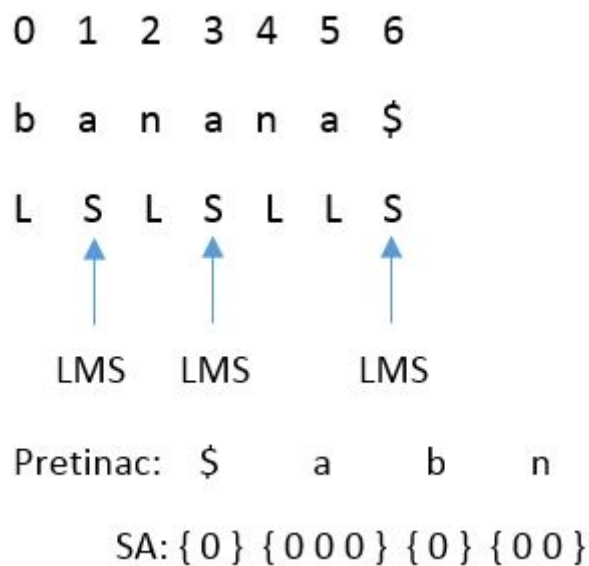 0 1 2 3 4 5 6
b a n a n a $
L S L S L L S
LMS LMS LMS
Pretinac: $ a b n
SA: { 0 } { 0 0 0 } { 0 } { 0 0 }